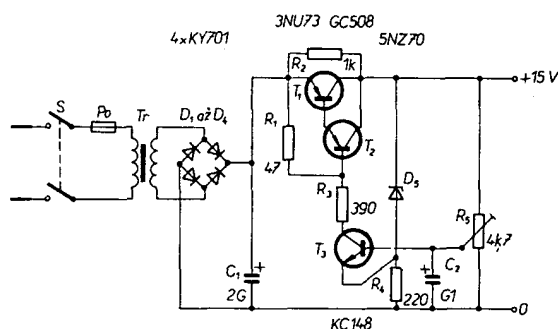 3NU73 GC508
4xKY701
5NZ70
R2
1k
+15 V
S
Po
Tr
D1 až D4
T1
R1
T2
47
D5
R3
390
R5
4k7
T3
C1
+
2G
R4
220
+
C2
G1
0
KC148